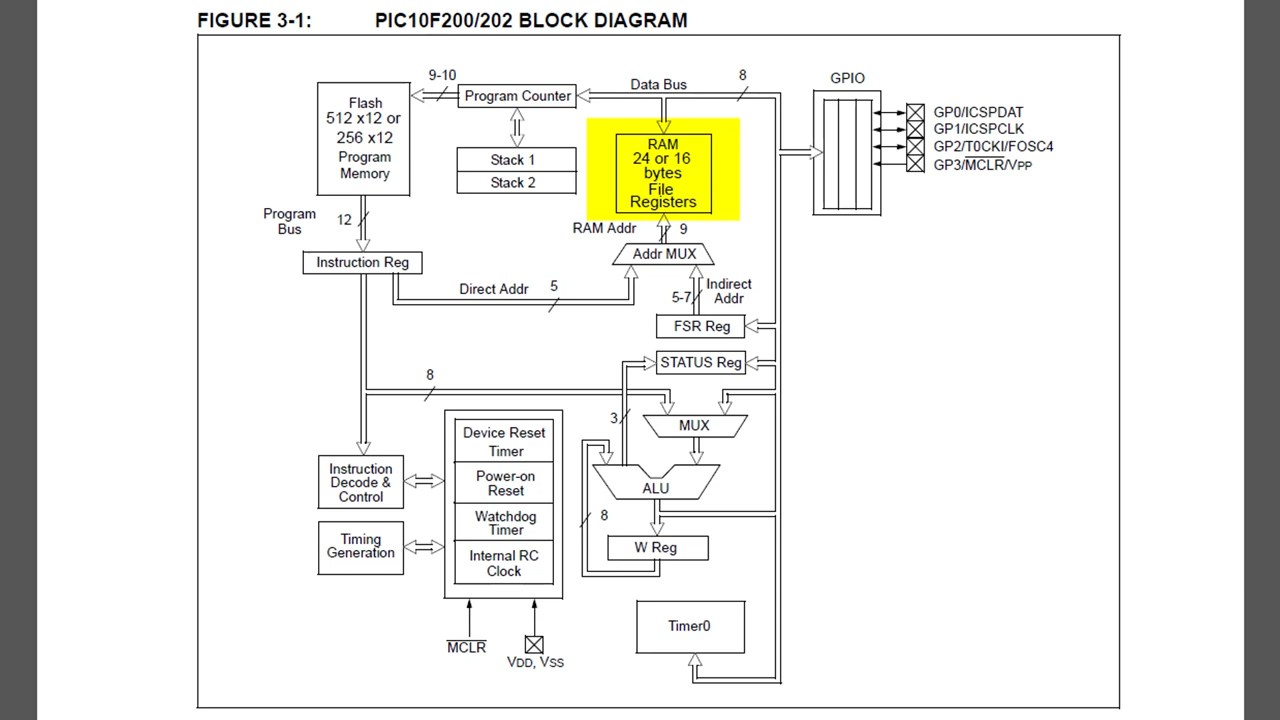 FIGURE 3-1: PIC10F200/202 BLOCK DIAGRAM
9-10
Program Counter
Data Bus
8
GPIO
Flash
512 x12 or
256 x12
Program
Memory
Stack 1
Stack 2
RAM
24 or 16
bytes
File
Registers
GP0/ICSPDAT
GP1/ICSPCLK
GP2/T0CKI/FOSC4
GP3/MCLR/VPP
Program
Bus
12
RAM Addr
9
Instruction Reg
Addr MUX
Direct Addr
5
5-7
Indirect
Addr
FSR Reg
STATUS Reg
8
3
MUX
Device Reset
Timer
Power-on
Reset
Watchdog
Timer
Internal RC
Clock
Instruction
Decode &
Control
Timing
Generation
ALU
8
W Reg
Timer0
MCLR
VDD, VSS